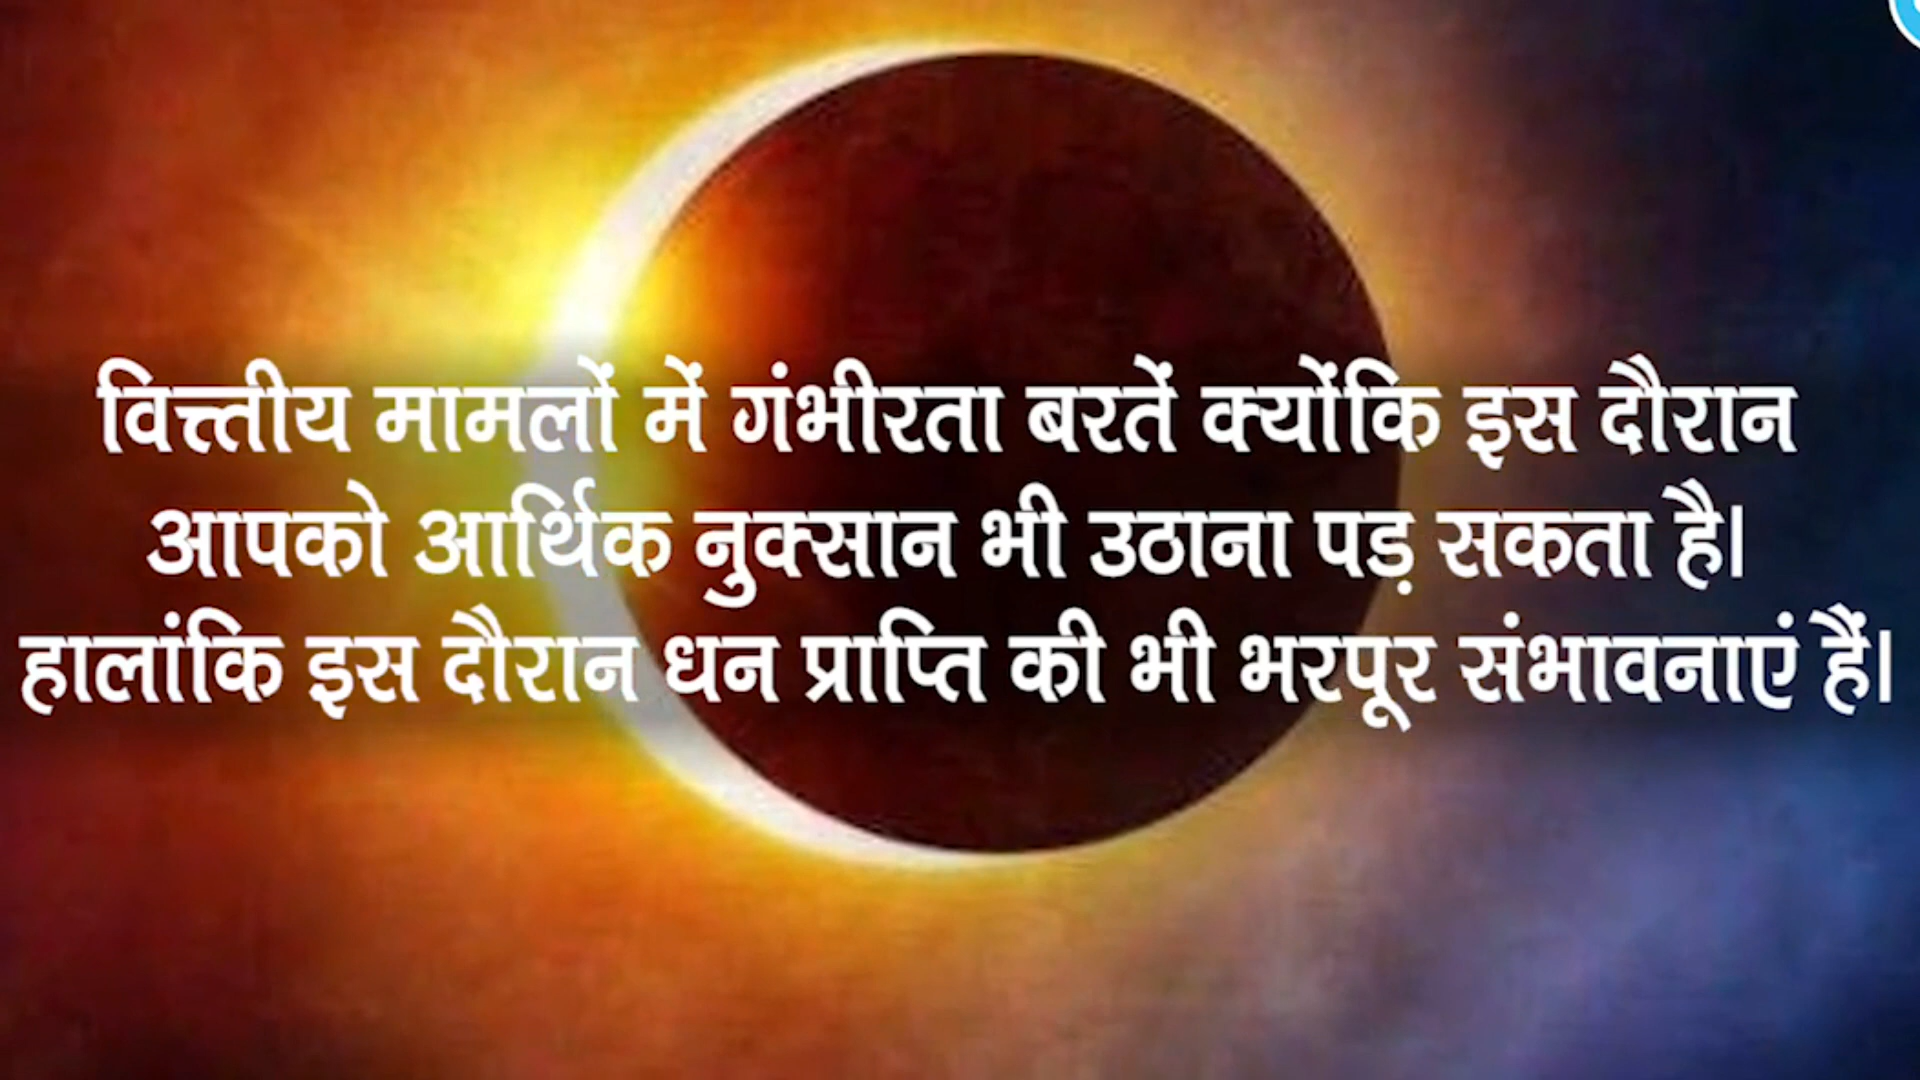 वित्त्तीय मामलों में गंभीरता बरतें क्योंकि इस दौरान
आपको आर्थिक नुक्सान भी उठाना पड़ सकता है।
हालांकि इस दौरान धन प्राप्ति की भी भरपूर संभावनाएं हैं।